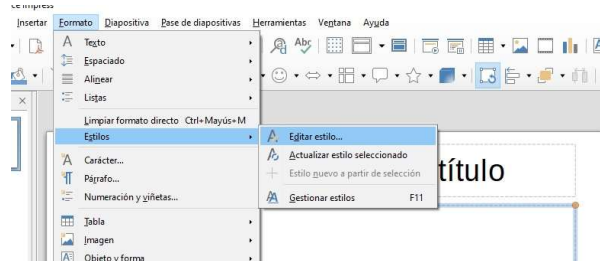 ce Impress
Insertar Formato Diapositiva Pase de diapositivas Herramientas Ventana Ayuda
Texto
Espaciado
Alinear
Listas
Limpiar formato directo Ctrl+Mayús+M
Estilos
Editar estilo...
Actualizar estilo seleccionado
Estilo nuevo a partir de selección
Gestionar estilos F11
Carácter...
Párrafo...
Numeración y viñetas...
Tabla
Imagen
Objeto y forma
título